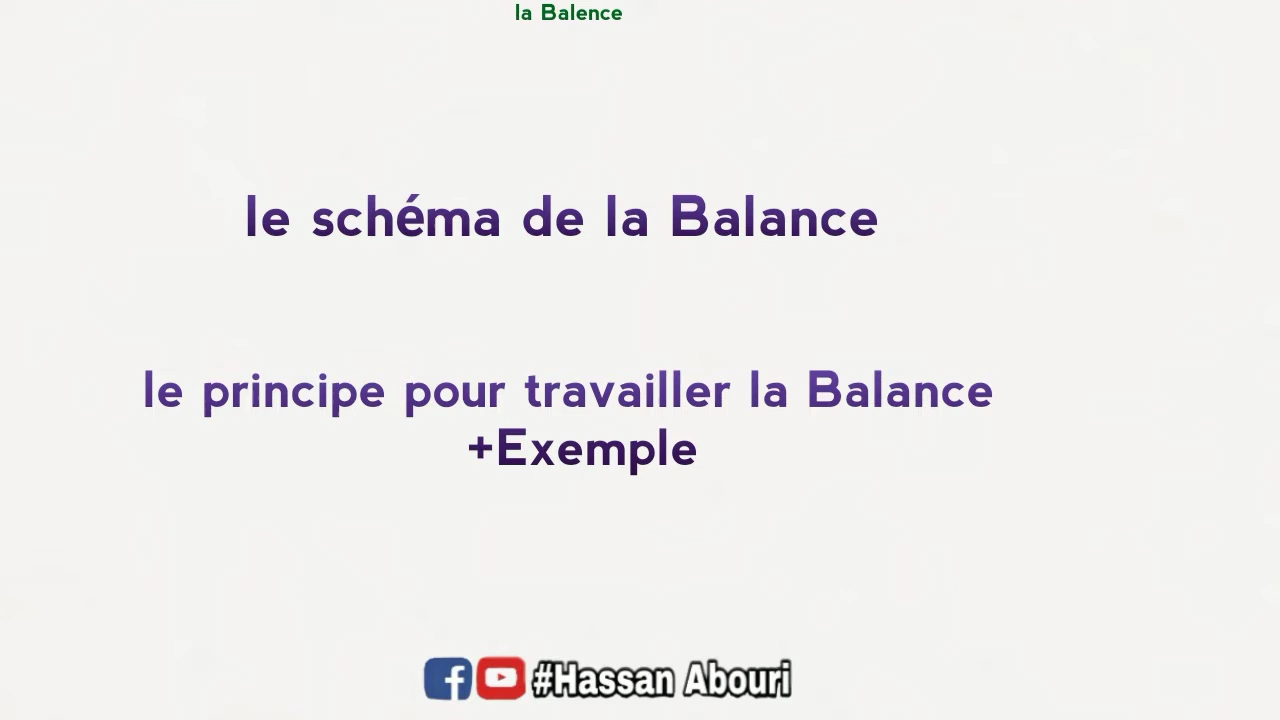 la Balence
le schéma de la Balance
le principe pour travailler la Balance
+Exemple
#Hassan Abouri